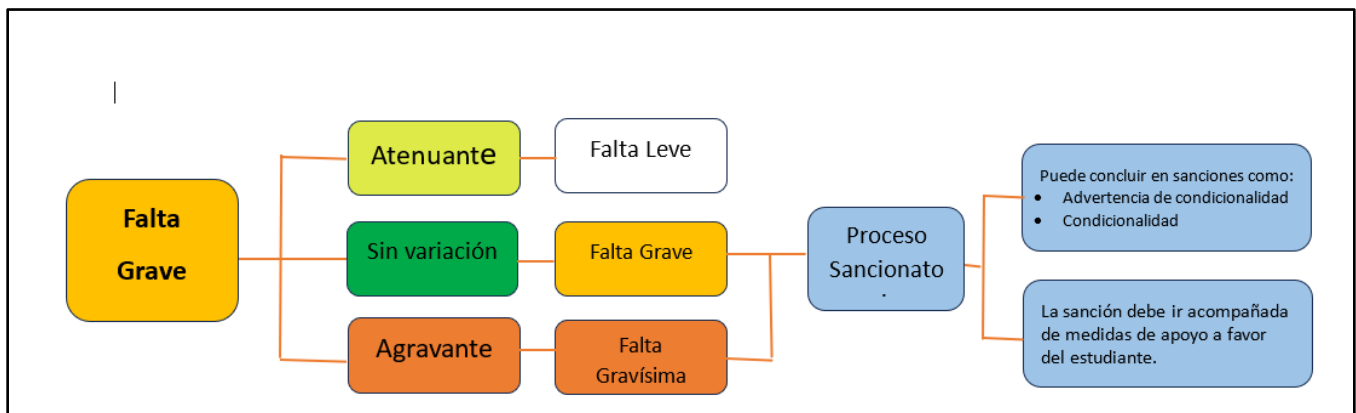 Falta
Grave
Atenuante
Falta Leve
Sin variación
Falta Grave
Agravante
Falta
Gravísima
Proceso
Sancionato
Puede concluir en sanciones como:
• Advertencia de condicionalidad
• Condicionalidad
La sanción debe ir acompañada
de medidas de apoyo a favor
del estudiante.